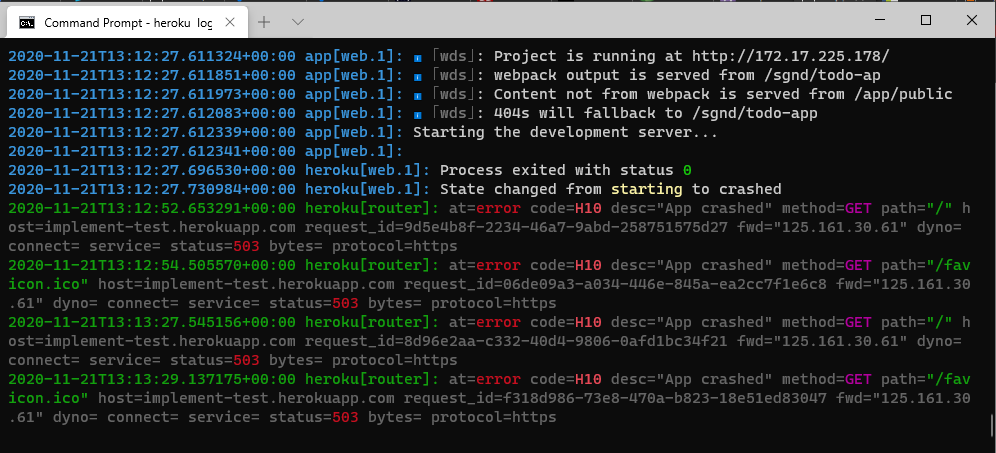 Command Prompt - heroku log
2020-11-21T13:12:27.611324+00:00 app[web.1]: ｢wds｣: Project is running at http://172.17.225.178/
2020-11-21T13:12:27.611851+00:00 app[web.1]: ｢wds｣: webpack output is served from /sgnd/todo-ap
2020-11-21T13:12:27.611973+00:00 app[web.1]: ｢wds｣: Content not from webpack is served from /app/public
2020-11-21T13:12:27.612083+00:00 app[web.1]: ｢wds｣: 404s will fallback to /sgnd/todo-app
2020-11-21T13:12:27.612339+00:00 app[web.1]: Starting the development server...
2020-11-21T13:12:27.612341+00:00 app[web.1]:
2020-11-21T13:12:27.696530+00:00 heroku[web.1]: Process exited with status 0
2020-11-21T13:12:27.730984+00:00 heroku[web.1]: State changed from starting to crashed
2020-11-21T13:12:52.653291+00:00 heroku[router]: at=error code=H10 desc="App crashed" method=GET path="/" h
ost=implement-test.herokuapp.com request_id=9d5e4b8f-2234-46a7-9abd-258751575d27 fwd="125.161.30.61" dyno=
connect= service= status=503 bytes= protocol=https
2020-11-21T13:12:54.505570+00:00 heroku[router]: at=error code=H10 desc="App crashed" method=GET path="/fav
icon.ico" host=implement-test.herokuapp.com request_id=06de09a3-a034-446e-845a-ea2cc7f1e6c8 fwd="125.161.30
.61" dyno= connect= service= status=503 bytes= protocol=https
2020-11-21T13:13:27.545156+00:00 heroku[router]: at=error code=H10 desc="App crashed" method=GET path="/" h
ost=implement-test.herokuapp.com request_id=8d96e2aa-c332-40d4-9806-0afd1bc34f21 fwd="125.161.30.61" dyno=
connect= service= status=503 bytes= protocol=https
2020-11-21T13:13:29.137175+00:00 heroku[router]: at=error code=H10 desc="App crashed" method=GET path="/fav
icon.ico" host=implement-test.herokuapp.com request_id=f318d986-73e8-470a-b823-18e51ed83047 fwd="125.161.30
.61" dyno= connect= service= status=503 bytes= protocol=https